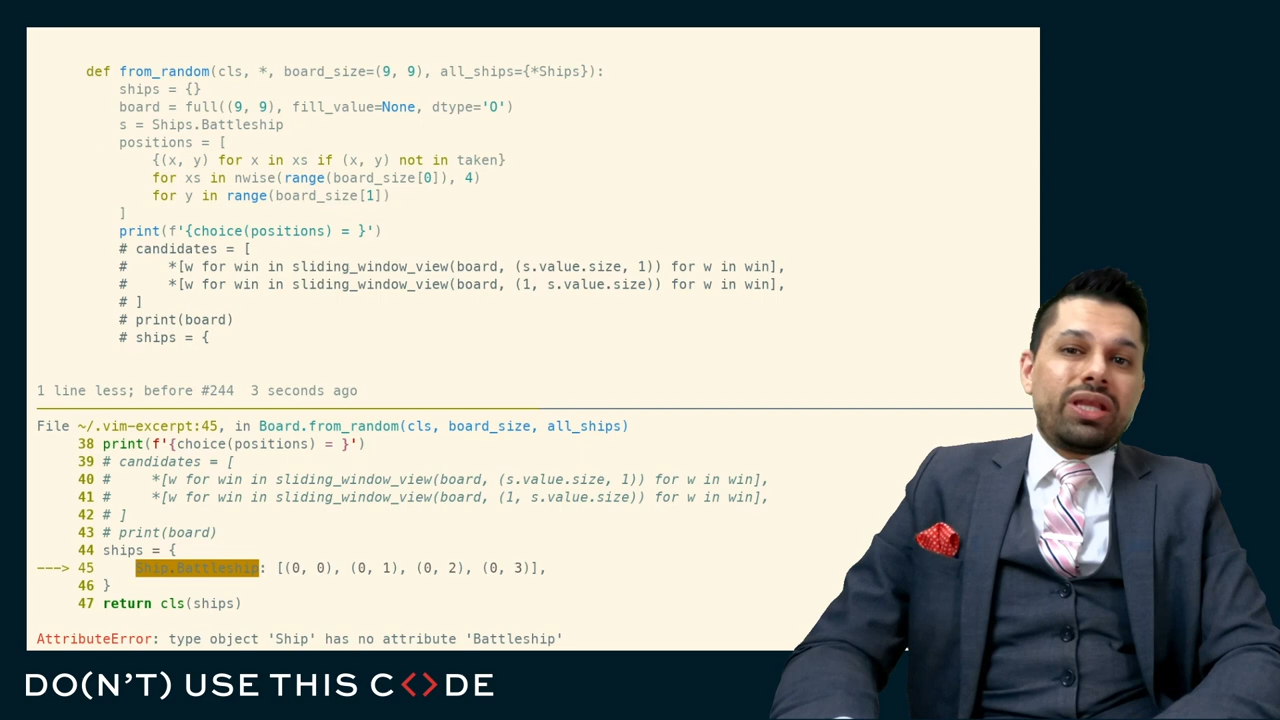 def from_random(cls, *, board_size=(9, 9), all_ships={*Ships}):
ships = {}
board = full((9, 9), fill_value=None, dtype='O')
s = Ships.Battleship
positions = [
{(x, y) for x in xs if (x, y) not in taken}
for xs in nwise(range(board_size[0]), 4)
for y in range(board_size[1])
]
print(f'{choice(positions) = }')
# candidates = [
#     *[w for win in sliding_window_view(board, (s.value.size, 1)) for w in win],
#     *[w for win in sliding_window_view(board, (1, s.value.size)) for w in win],
# ]
# print(board)
# ships = {
1 line less; before #244  3 seconds ago
File ~/.vim-excerpt:45, in Board.from_random(cls, board_size, all_ships)
38 print(f'{choice(positions) = }')
39 # candidates = [
40 #     *[w for win in sliding_window_view(board, (s.value.size, 1)) for w in win],
41 #     *[w for win in sliding_window_view(board, (1, s.value.size)) for w in win],
42 # ]
43 # print(board)
44 ships = {
---> 45     Ship.Battleship: [(0, 0), (0, 1), (0, 2), (0, 3)],
46 }
47 return cls(ships)
AttributeError: type object 'Ship' has no attribute 'Battleship'
DO(N'T) USE THIS C<>DE